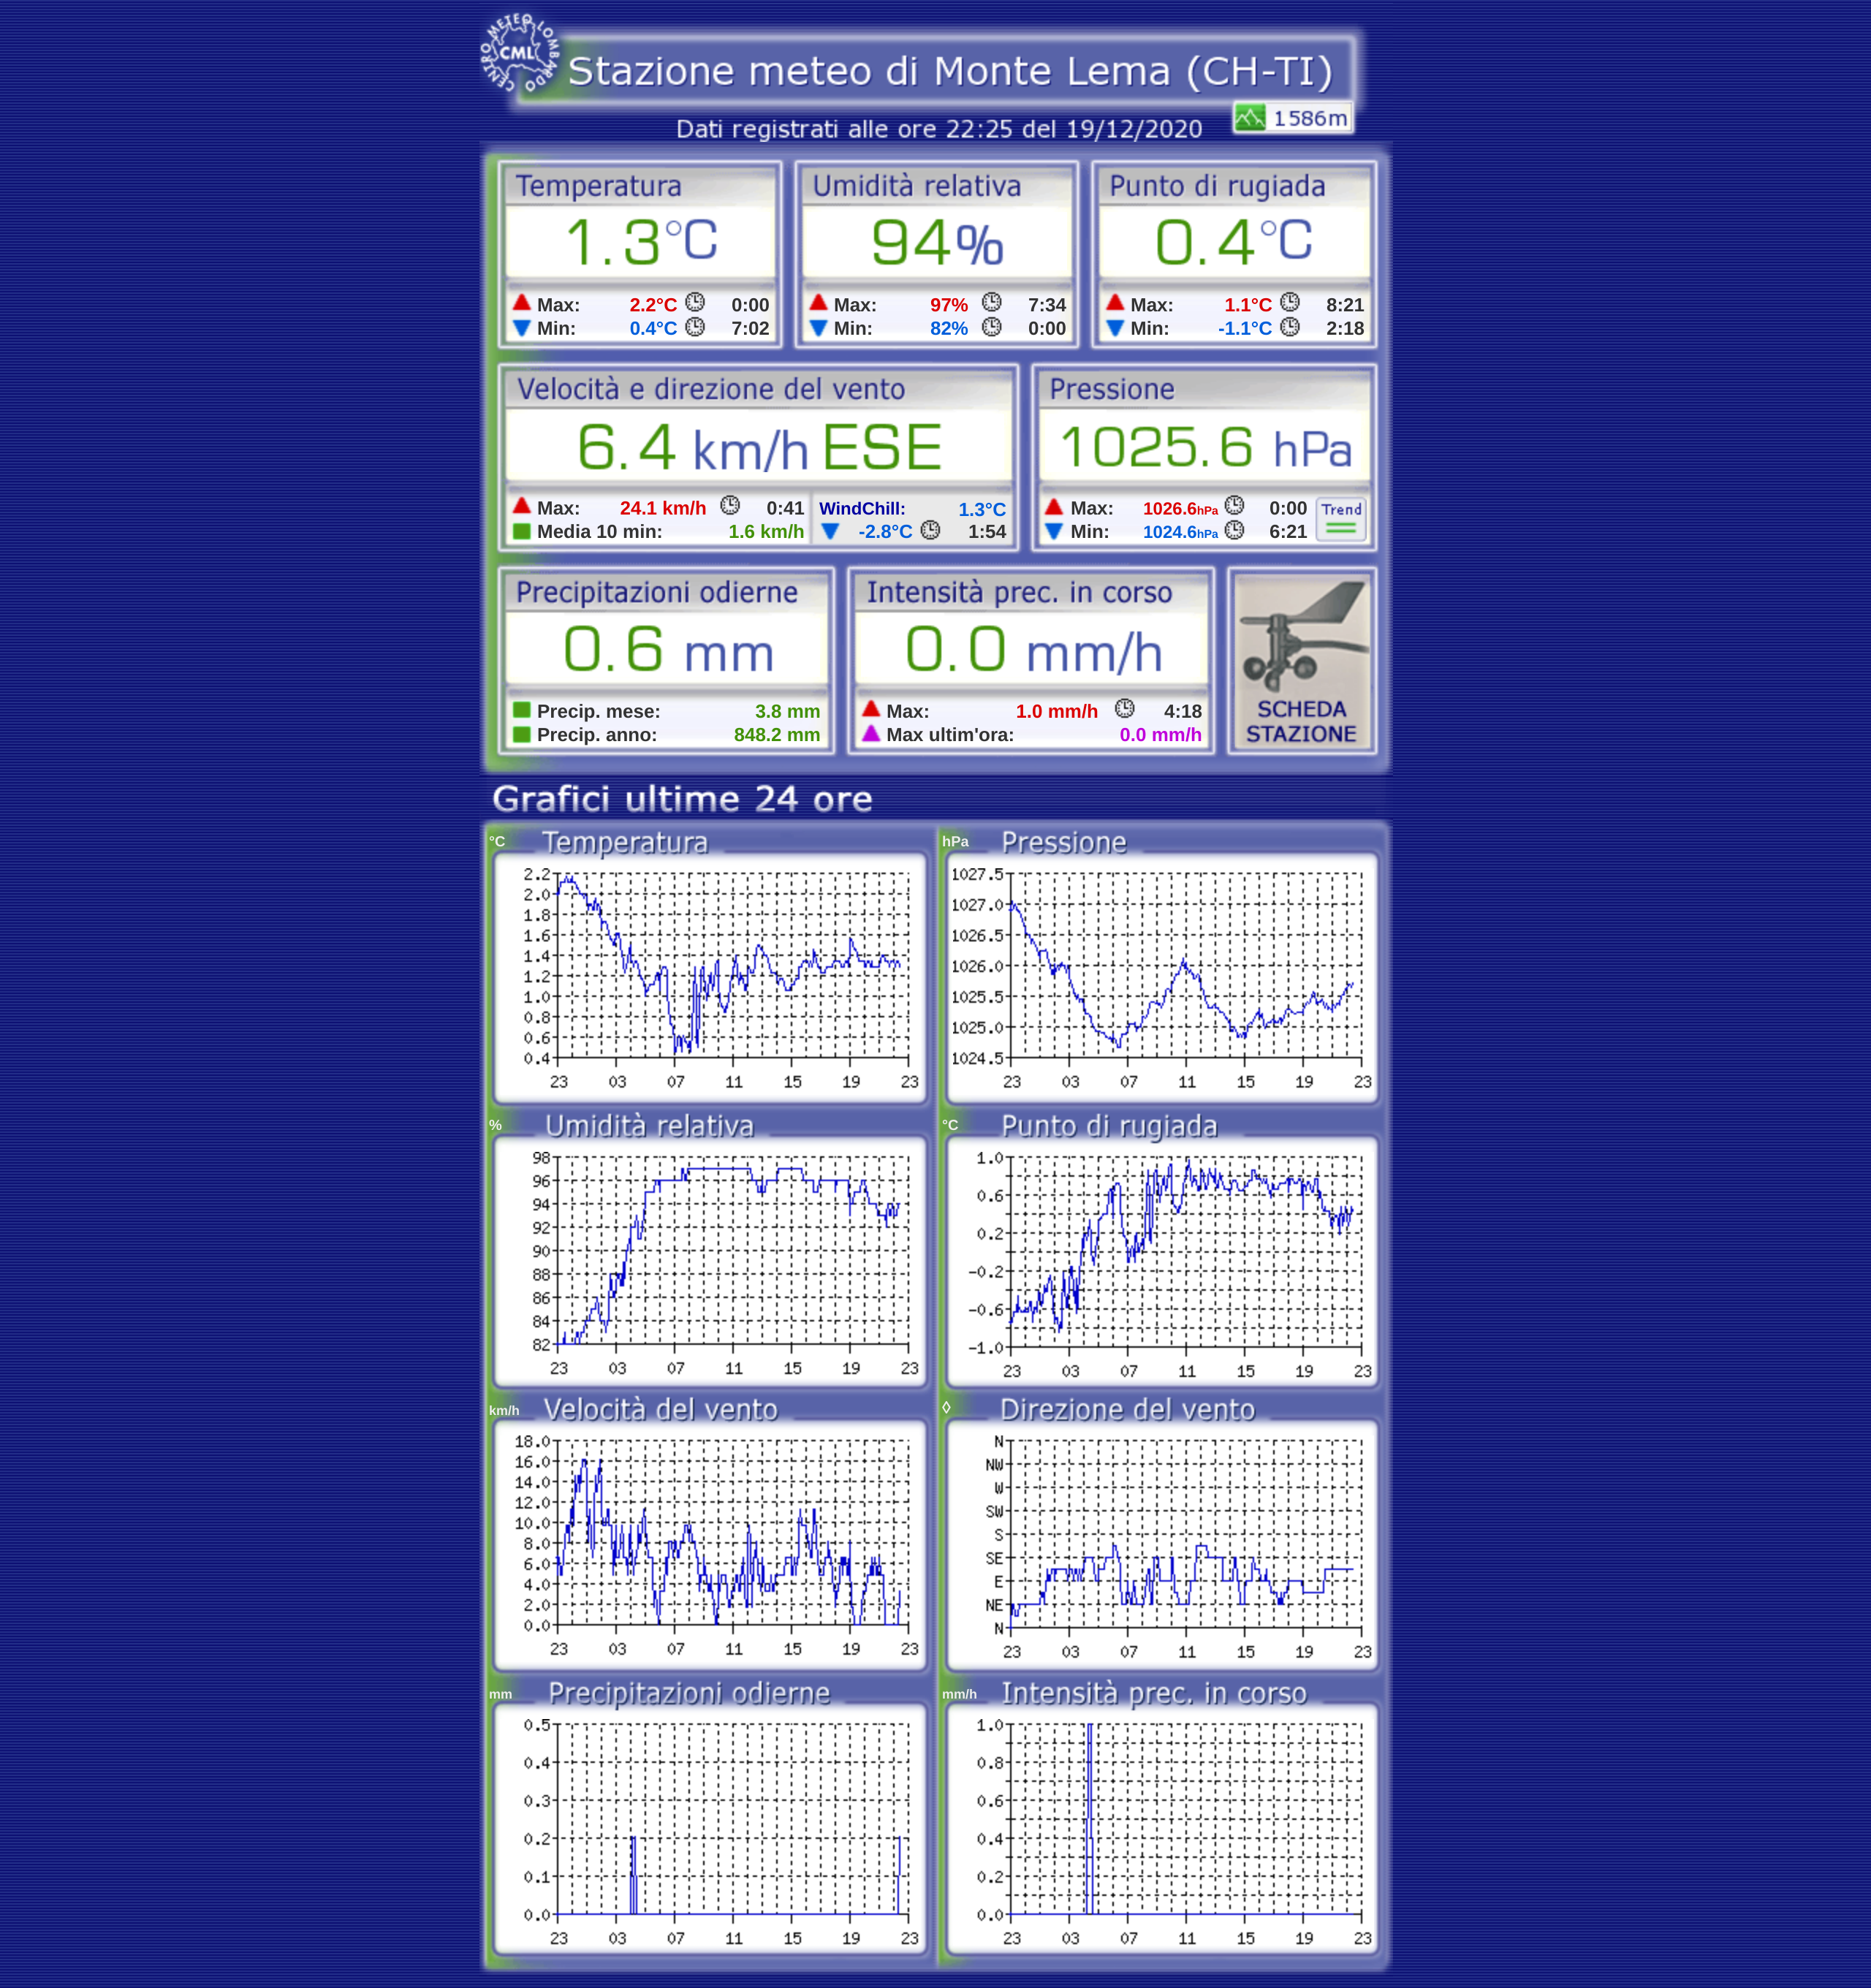 CENTRO METEO LOMBARDO
CML
Stazione meteo di Monte Lema (CH-TI)
1586m
Dati registrati alle ore 22:25 del 19/12/2020
Temperatura
1.3°C
Max: 2.2°C 0:00
Min: 0.4°C 7:02
Umidità relativa
94%
Max: 97% 7:34
Min: 82% 0:00
Punto di rugiada
0.4°C
Max: 1.1°C 8:21
Min: -1.1°C 2:18
Velocità e direzione del vento
6.4 km/h ESE
Max: 24.1 km/h 0:41
Media 10 min: 1.6 km/h
WindChill: 1.3°C
-2.8°C 1:54
Pressione
1025.6 hPa
Max: 1026.6hPa 0:00
Min: 1024.6hPa 6:21
Trend
Precipitazioni odierne
0.6 mm
Precip. mese: 3.8 mm
Precip. anno: 848.2 mm
Intensità prec. in corso
0.0 mm/h
Max: 1.0 mm/h 4:18
Max ultim'ora: 0.0 mm/h
SCHEDA
STAZIONE
Grafici ultime 24 ore
°C Temperatura
2.2
2.0
1.8
1.6
1.4
1.2
1.0
0.8
0.6
0.4
23 03 07 11 15 19 23
hPa Pressione
1027.5
1027.0
1026.5
1026.0
1025.5
1025.0
1024.5
23 03 07 11 15 19 23
% Umidità relativa
98
96
94
92
90
88
86
84
82
23 03 07 11 15 19 23
°C Punto di rugiada
1.0
0.6
0.2
-0.2
-0.6
-1.0
23 03 07 11 15 19 23
km/h Velocità del vento
18.0
16.0
14.0
12.0
10.0
8.0
6.0
4.0
2.0
0.0
23 03 07 11 15 19 23
◊ Direzione del vento
N
NW
W
SW
S
SE
E
NE
N
23 03 07 11 15 19 23
mm Precipitazioni odierne
0.5
0.4
0.3
0.2
0.1
0.0
23 03 07 11 15 19 23
mm/h Intensità prec. in corso
1.0
0.8
0.6
0.4
0.2
0.0
23 03 07 11 15 19 23